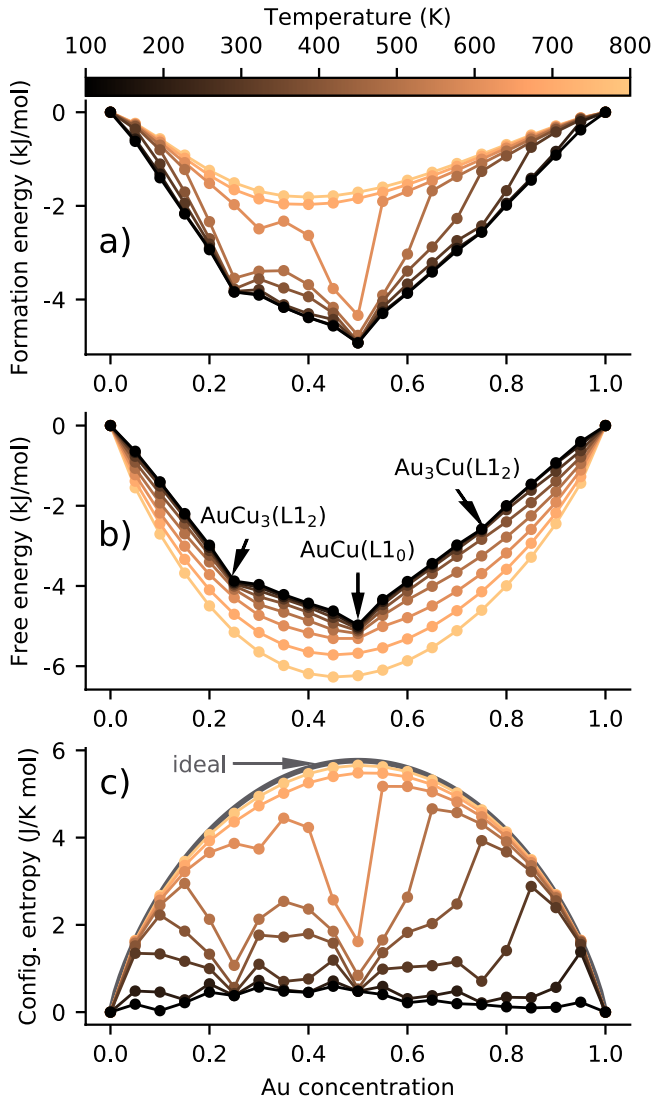 Temperature (K)
100 200 300 400 500 600 700 800
Formation energy (kJ/mol)
0
-2
-4
a)
0.0 0.2 0.4 0.6 0.8 1.0
Free energy (kJ/mol)
0
-2
-4
-6
Au₃Cu(L1₂)
AuCu₃(L1₂)
AuCu(L1₀)
b)
0.0 0.2 0.4 0.6 0.8 1.0
Config. entropy (J/K mol)
6
4
2
0
ideal
c)
0.0 0.2 0.4 0.6 0.8 1.0
Au concentration